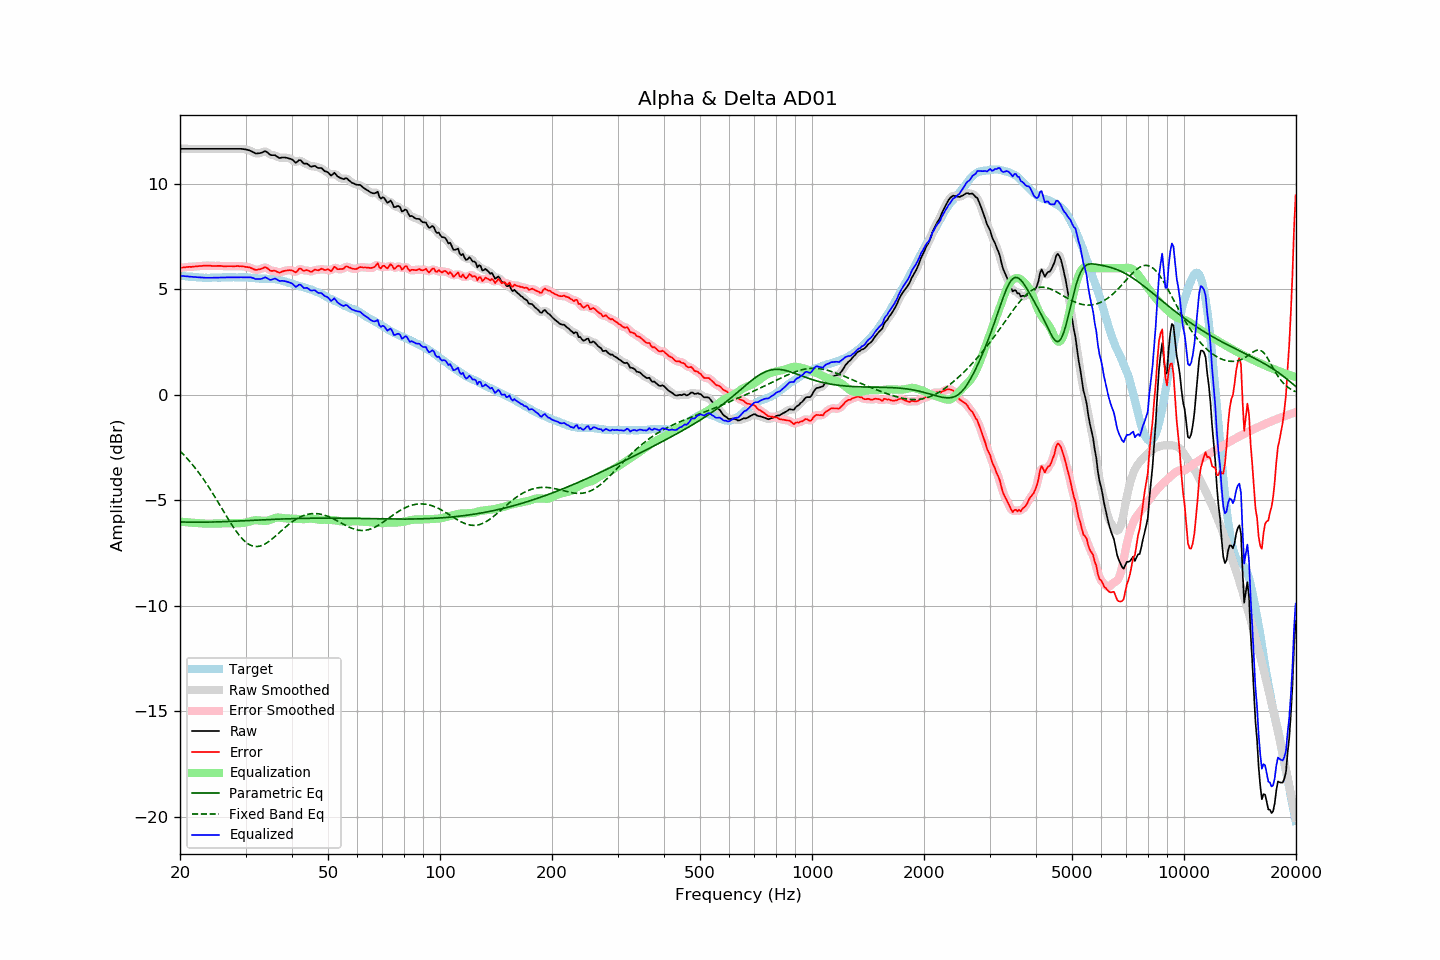 Alpha & Delta AD01
Amplitude (dBr)
10
5
0
−5
−10
−15
−20
Target
Raw Smoothed
Error Smoothed
Raw
Error
Equalization
Parametric Eq
Fixed Band Eq
Equalized
20 50 100 200 500 1000 2000 5000 10000 20000
Frequency (Hz)